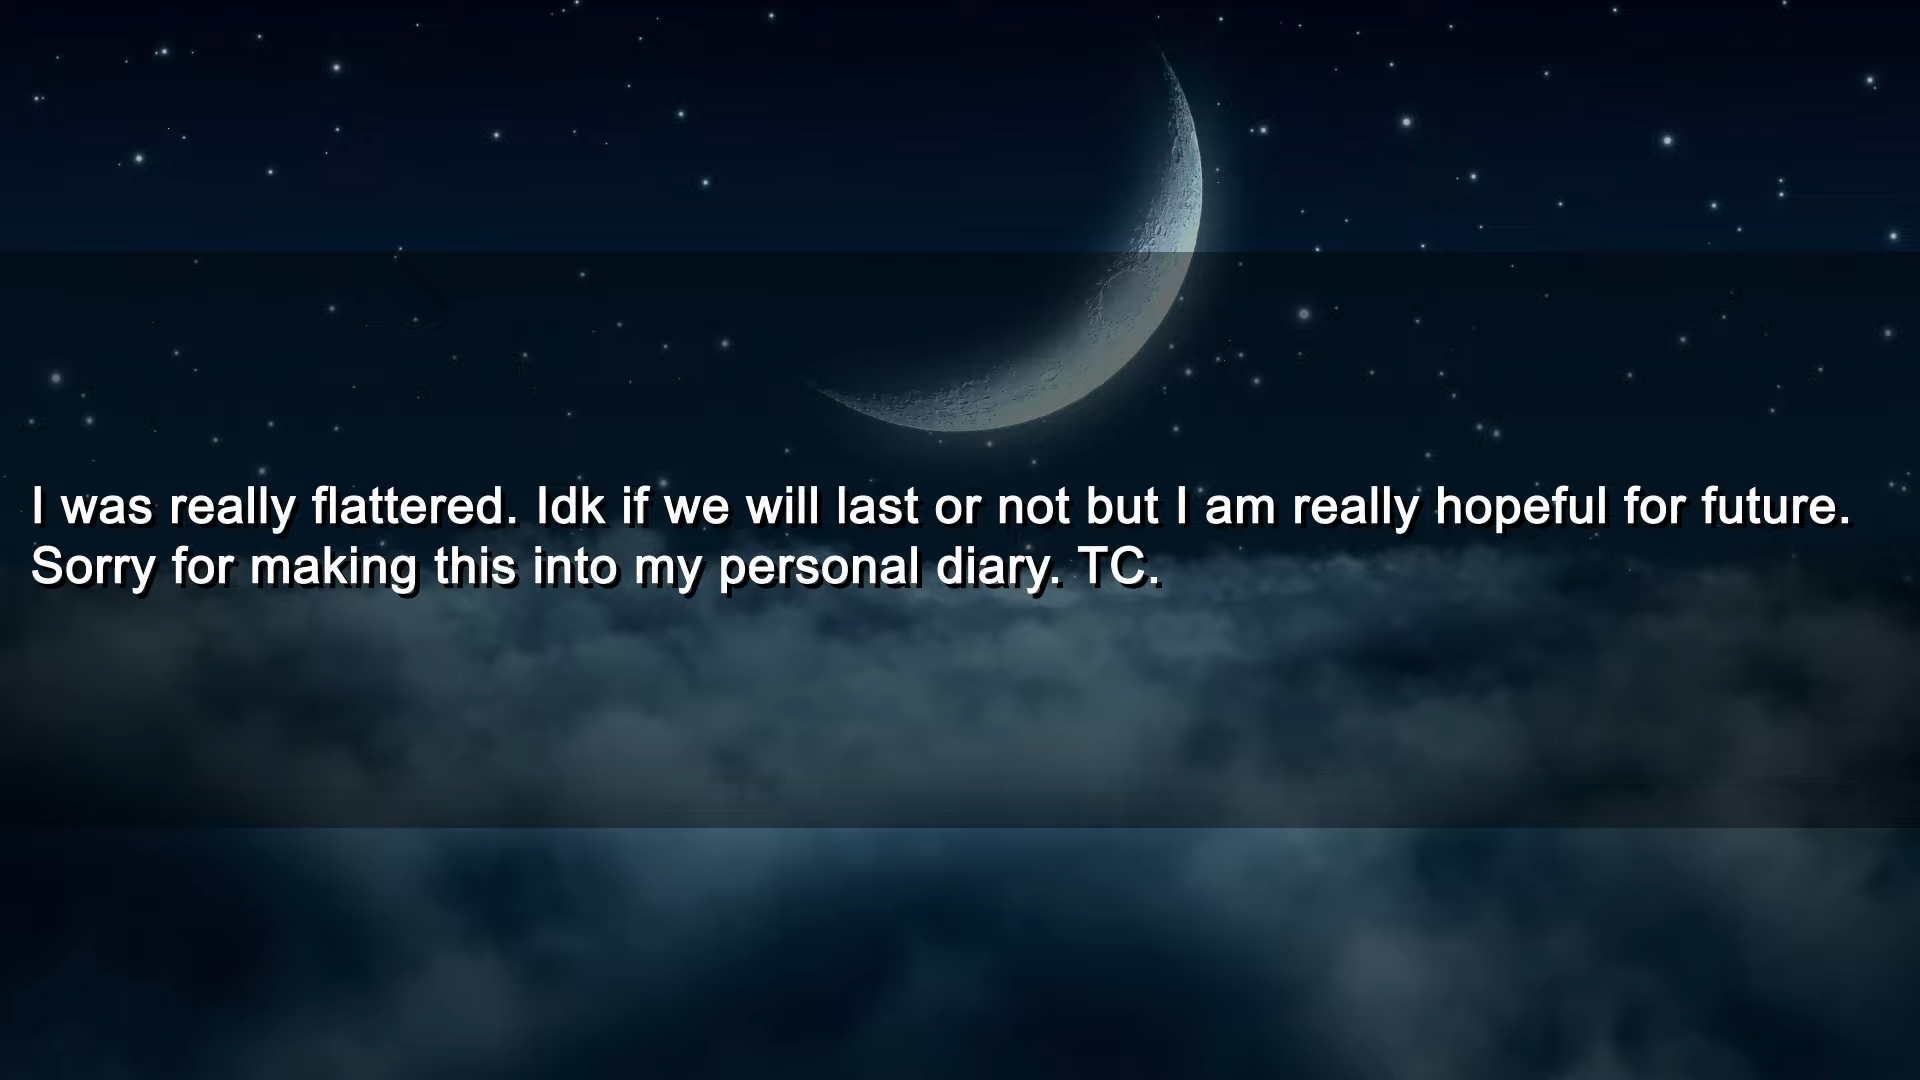 I was really flattered. Idk if we will last or not but I am really hopeful for future.
Sorry for making this into my personal diary. TC.